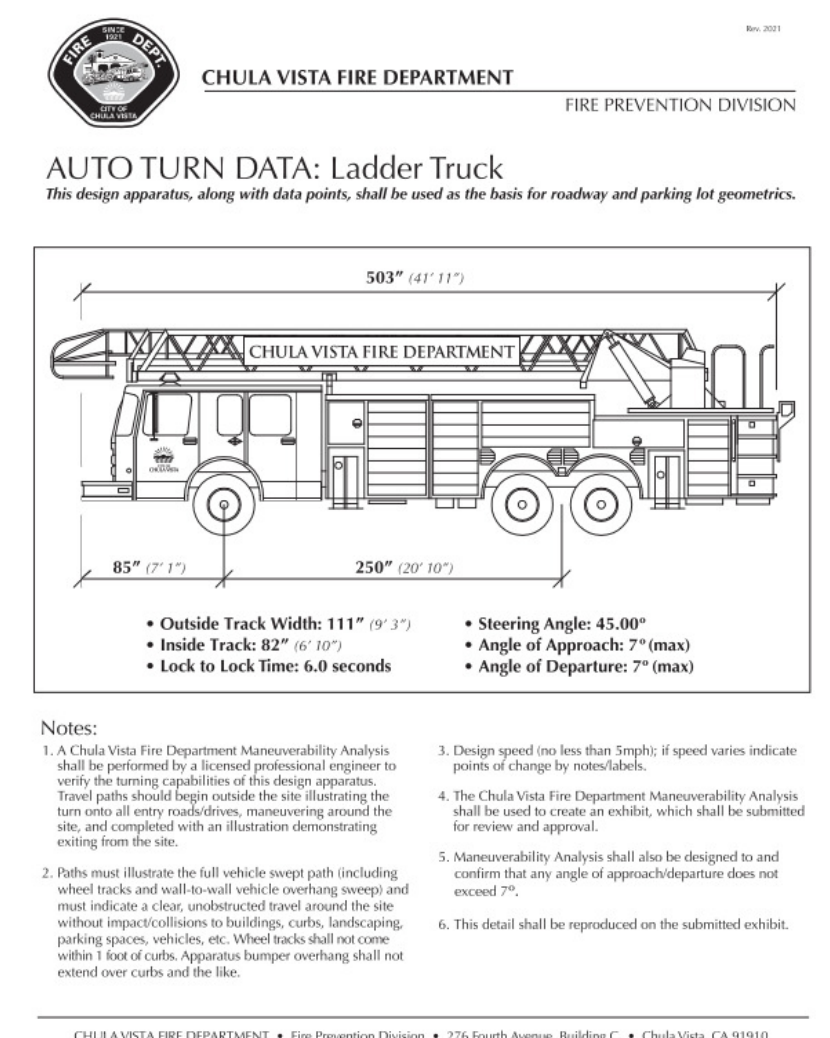 Rev. 2021
SINCE
1921
FIRE DEPT.
CITY OF
CHULA VISTA
CHULA VISTA FIRE DEPARTMENT
FIRE PREVENTION DIVISION
AUTO TURN DATA: Ladder Truck
This design apparatus, along with data points, shall be used as the basis for roadway and parking lot geometrics.
503″ (41′ 11″)
CHULA VISTA FIRE DEPARTMENT
CHULA VISTA
85″ (7′ 1″)
250″ (20′ 10″)
• Outside Track Width: 111″ (9′ 3″)
• Inside Track: 82″ (6′ 10″)
• Lock to Lock Time: 6.0 seconds
• Steering Angle: 45.00º
• Angle of Approach: 7º (max)
• Angle of Departure: 7º (max)
Notes:
1. A Chula Vista Fire Department Maneuverability Analysis
shall be performed by a licensed professional engineer to
verify the turning capabilities of this design apparatus.
Travel paths should begin outside the site illustrating the
turn onto all entry roads/drives, maneuvering around the
site, and completed with an illustration demonstrating
exiting from the site.
2. Paths must illustrate the full vehicle swept path (including
wheel tracks and wall-to-wall vehicle overhang sweep) and
must indicate a clear, unobstructed travel around the site
without impact/collisions to buildings, curbs, landscaping,
parking spaces, vehicles, etc. Wheel tracks shall not come
within 1 foot of curbs. Apparatus bumper overhang shall not
extend over curbs and the like.
3. Design speed (no less than 5mph); if speed varies indicate
points of change by notes/labels.
4. The Chula Vista Fire Department Maneuverability Analysis
shall be used to create an exhibit, which shall be submitted
for review and approval.
5. Maneuverability Analysis shall also be designed to and
confirm that any angle of approach/departure does not
exceed 7º.
6. This detail shall be reproduced on the submitted exhibit.
CHULA VISTA FIRE DEPARTMENT • Fire Prevention Division • 276 Fourth Avenue, Building C. • Chula Vista, CA 91910